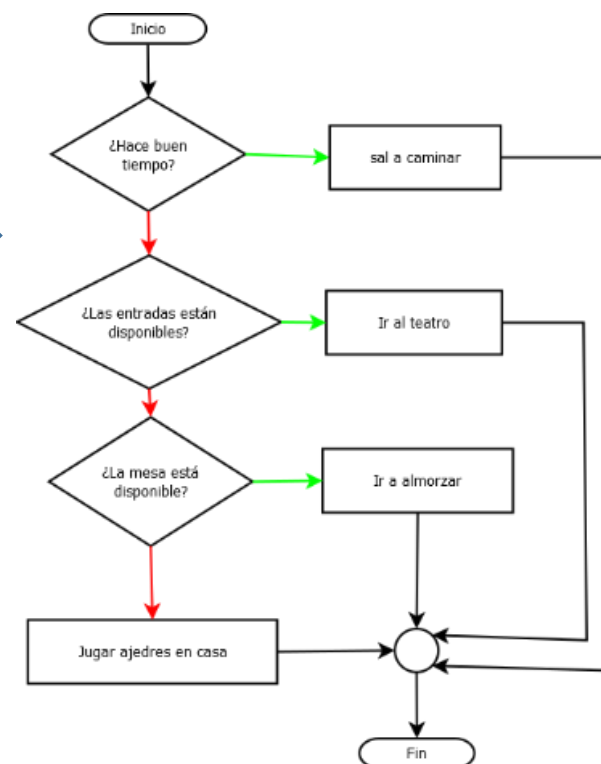 Inicio
¿Hace buen
tiempo?
sal a caminar
¿Las entradas están
disponibles?
Ir al teatro
¿La mesa está
disponible?
Ir a almorzar
Jugar ajedres en casa
Fin